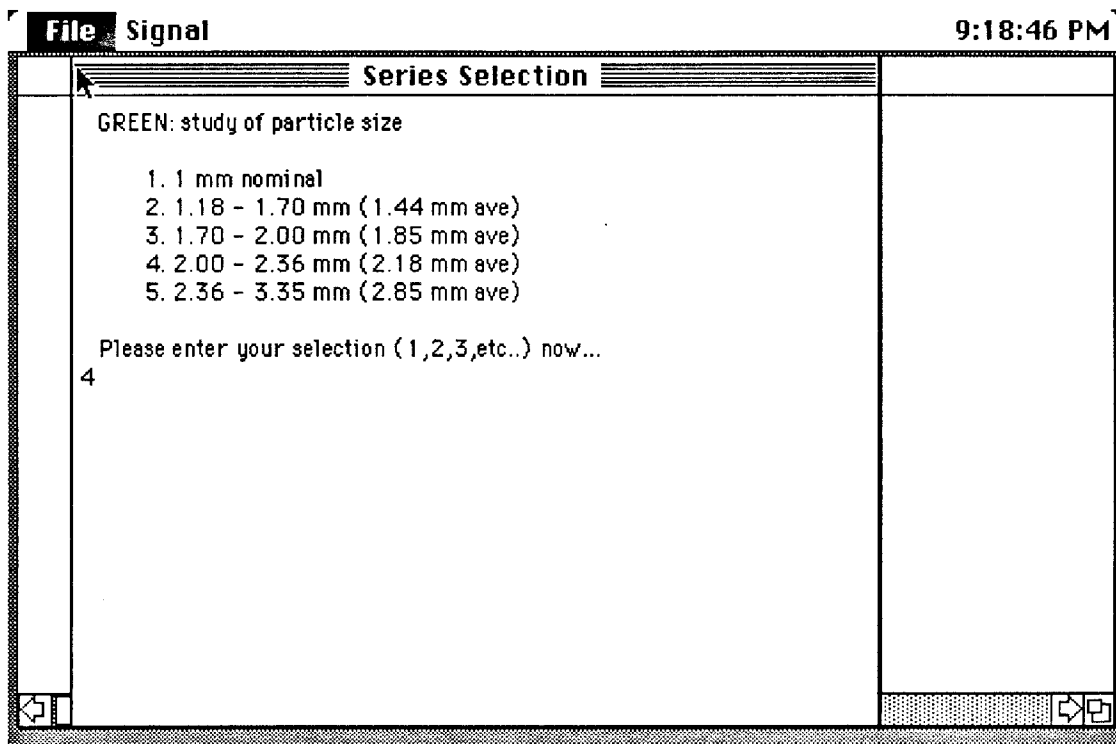 File Signal 9:18:46 PM
Series Selection
GREEN: study of particle size
1. 1 mm nominal
2. 1.18 - 1.70 mm (1.44 mm ave)
3. 1.70 - 2.00 mm (1.85 mm ave)
4. 2.00 - 2.36 mm (2.18 mm ave)
5. 2.36 - 3.35 mm (2.85 mm ave)
Please enter your selection (1,2,3,etc..) now...
4